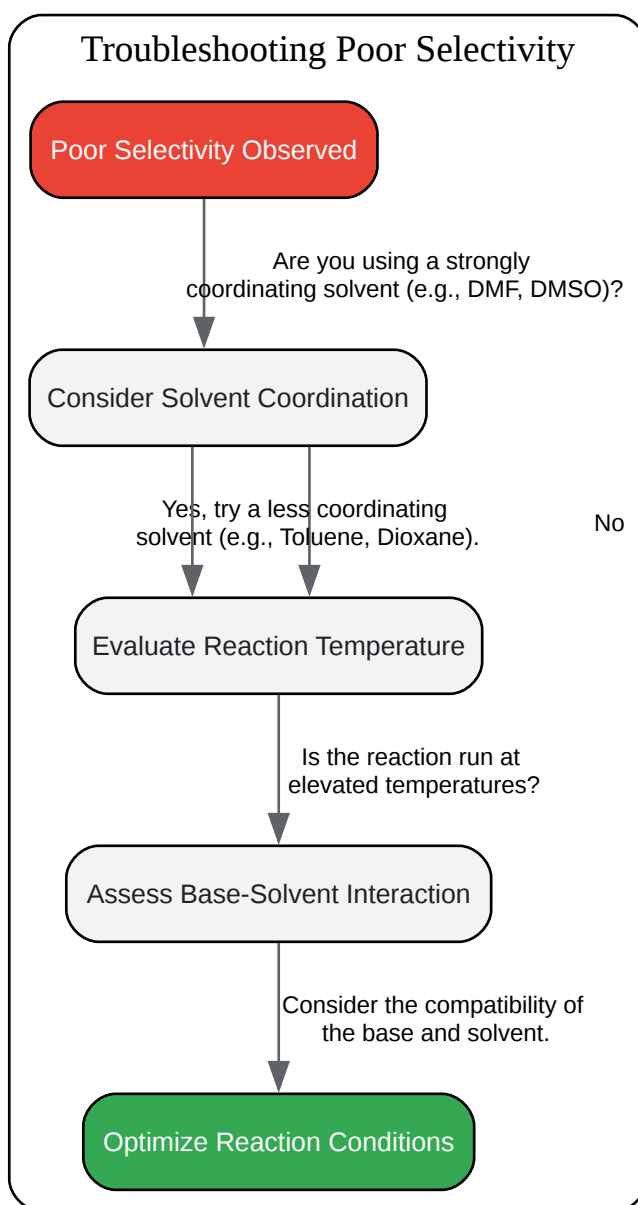 Troubleshooting Poor Selectivity
Poor Selectivity Observed
Are you using a strongly
coordinating solvent (e.g., DMF, DMSO)?
Consider Solvent Coordination
Yes, try a less coordinating
solvent (e.g., Toluene, Dioxane).
No
Evaluate Reaction Temperature
Is the reaction run at
elevated temperatures?
Assess Base-Solvent Interaction
Consider the compatibility of
the base and solvent.
Optimize Reaction Conditions